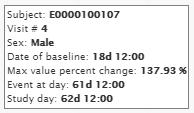 Subject: E0000100107
Visit # 4
Sex: Male
Date of baseline: 18d 12:00
Max value percent change: 137.93 %
Event at day: 61d 12:00
Study day: 62d 12:00